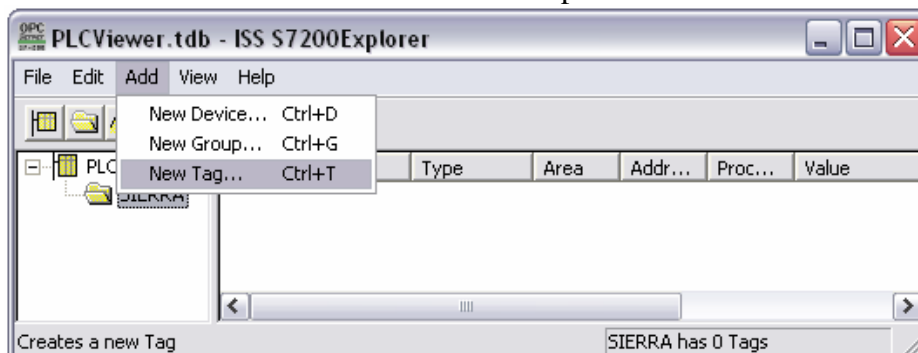 PLCViewer.tdb - ISS S7200Explorer
File Edit Add View Help
New Device... Ctrl+D
New Group... Ctrl+G
New Tag... Ctrl+T
PLC Type Area Addr... Proc... Value
SIERRA
Creates a new Tag SIERRA has 0 Tags